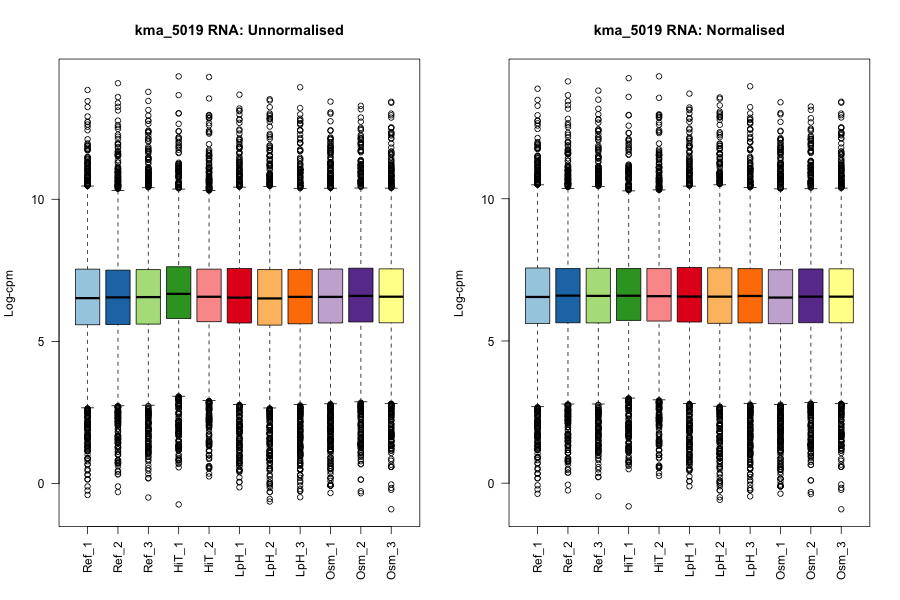 kma_5019 RNA: Unnormalised
Log-cpm
10
5
0
Ref_1
Ref_2
Ref_3
HiT_1
HiT_2
LpH_1
LpH_2
LpH_3
Osm_1
Osm_2
Osm_3
kma_5019 RNA: Normalised
Log-cpm
10
5
0
Ref_1
Ref_2
Ref_3
HiT_1
HiT_2
LpH_1
LpH_2
LpH_3
Osm_1
Osm_2
Osm_3